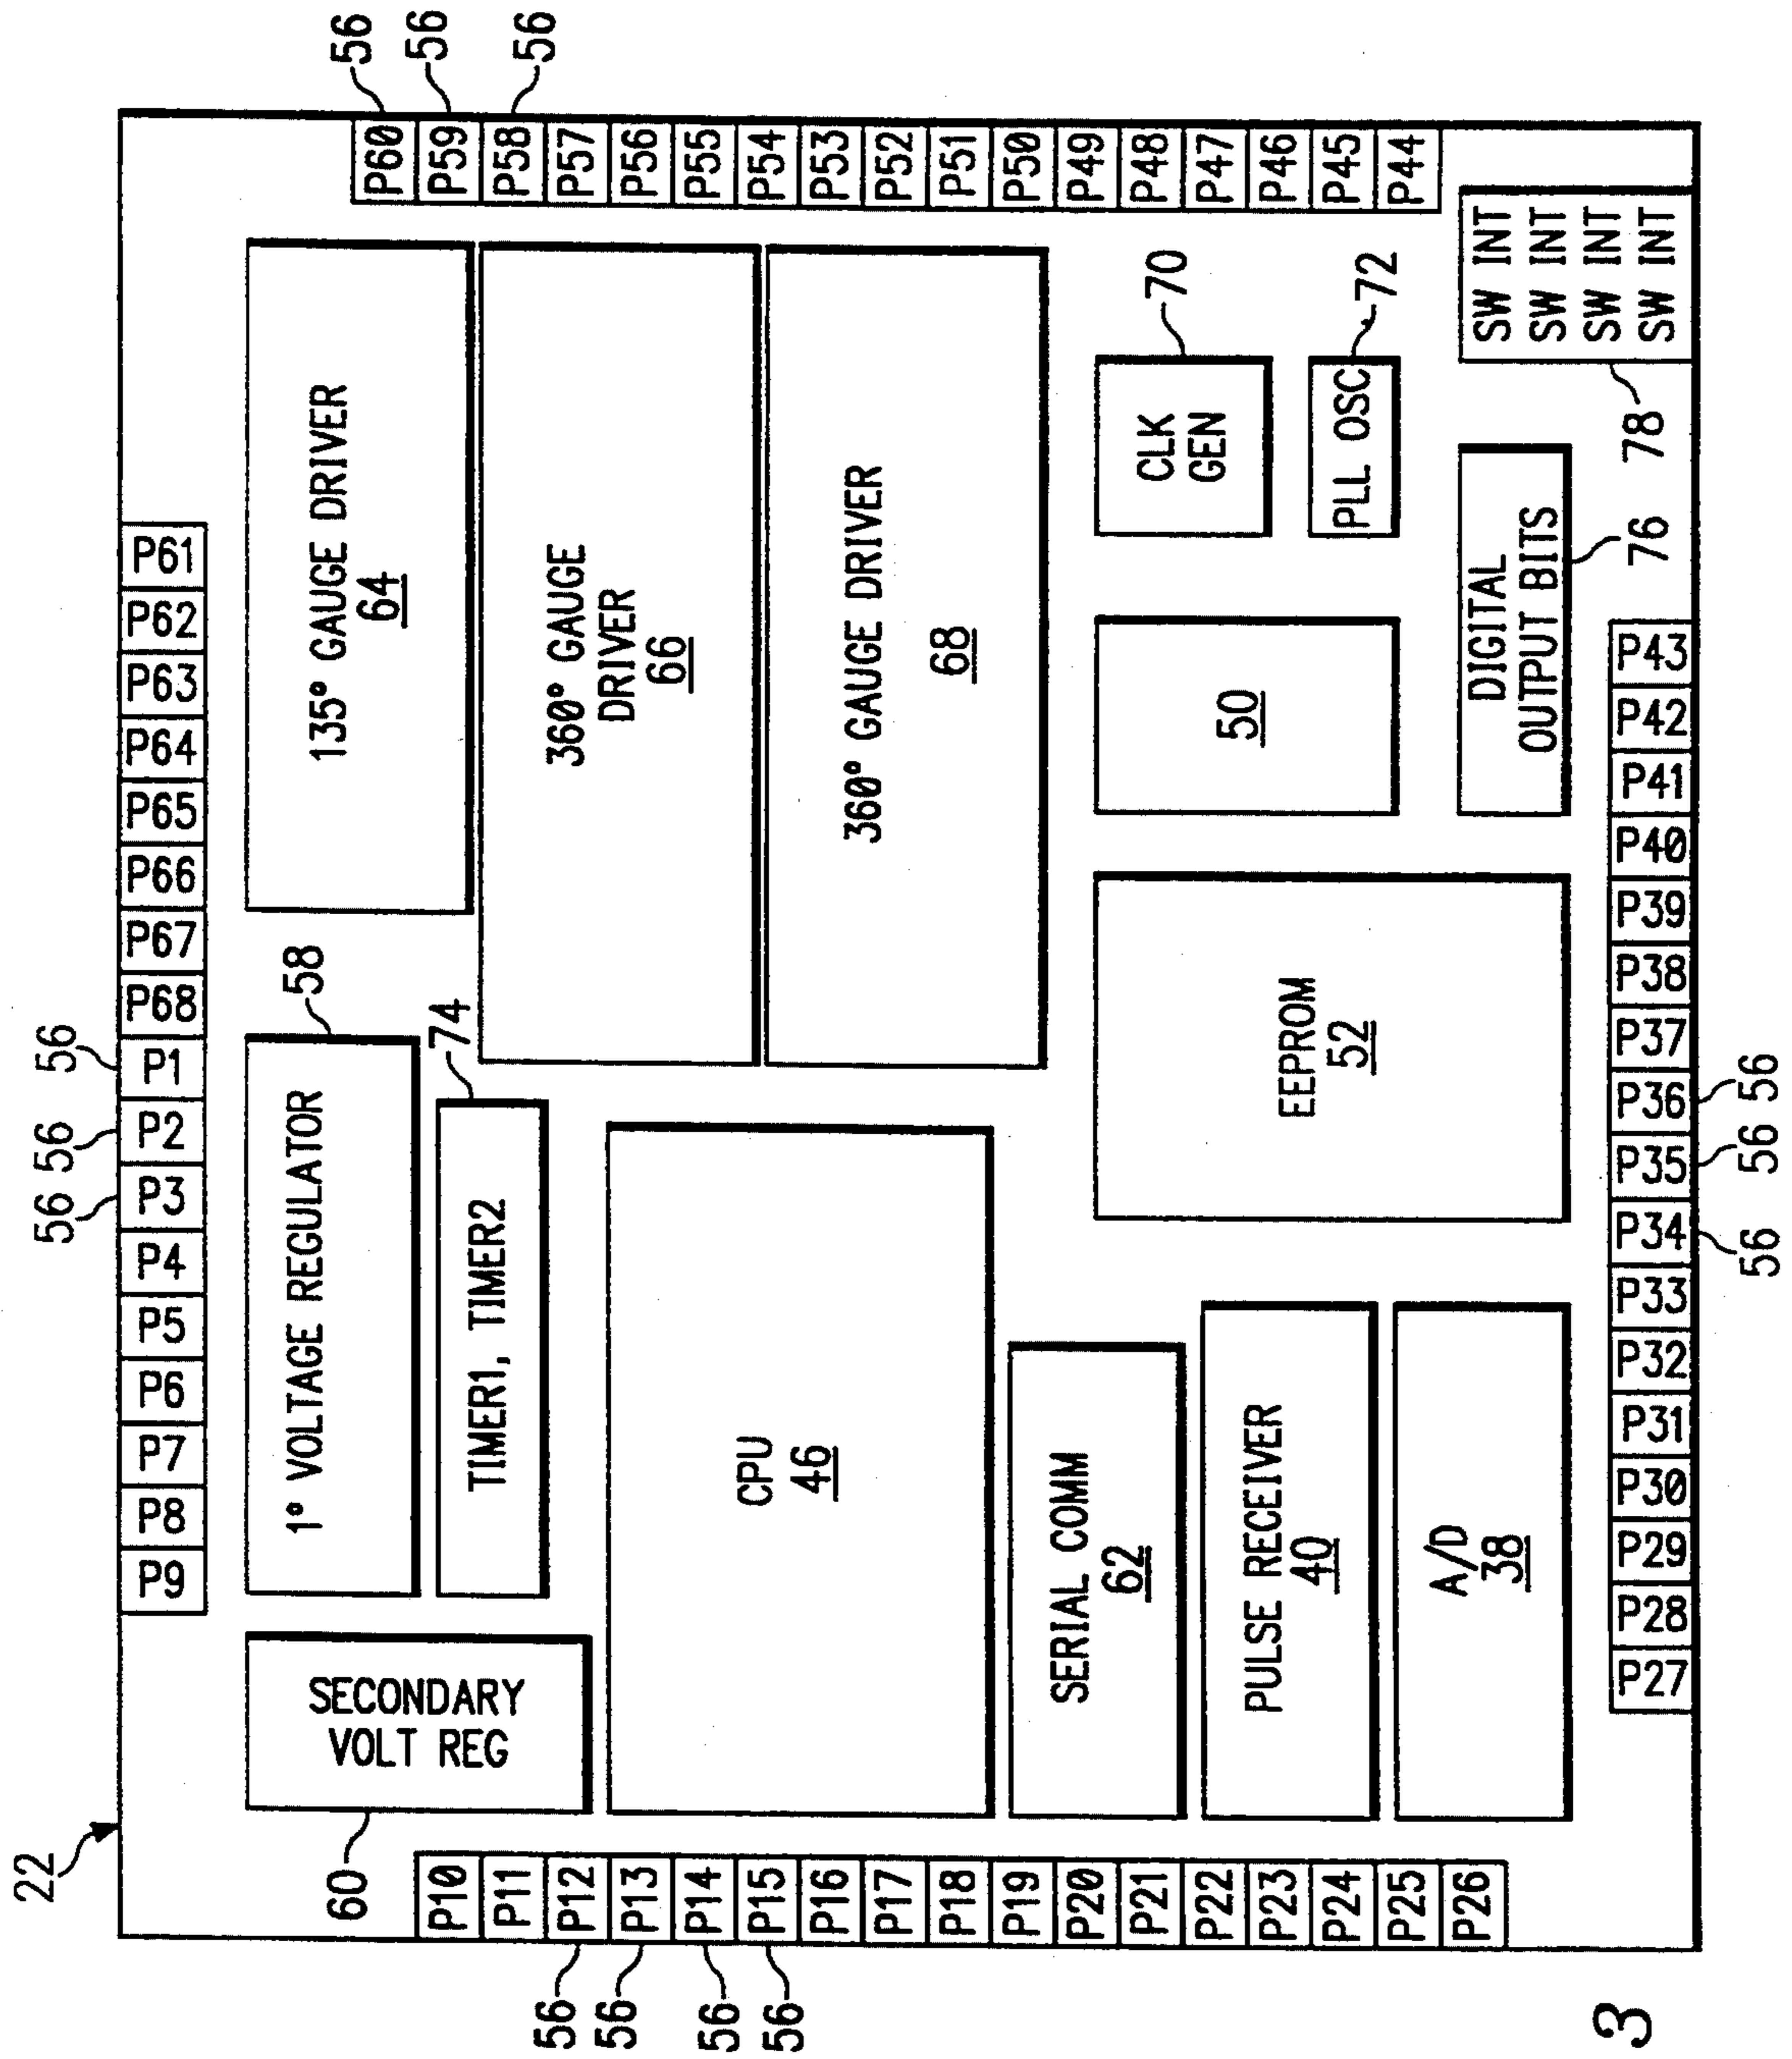 22
56
56
56
P9
P8
P7
P6
P5
P4
P3
P2
P1
P68
P67
P66
P65
P64
P63
P62
P61
56
56
56
P60
P59
P58
P57
P56
P55
P54
P53
P52
P51
P50
P49
P48
P47
P46
P45
P44
60
SECONDARY
VOLT REG
58
1° VOLTAGE REGULATOR
74
TIMER1, TIMER2
135° GAUGE DRIVER
64
360° GAUGE
DRIVER
66
360° GAUGE DRIVER
68
CPU
46
SERIAL COMM
62
PULSE RECEIVER
40
A/D
38
EEPROM
52
50
CLK
GEN
70
PLL OSC
72
DIGITAL
OUTPUT BITS
76
SW INT
SW INT
SW INT
SW INT
78
P10
P11
P12
P13
P14
P15
P16
P17
P18
P19
P20
P21
P22
P23
P24
P25
P26
56
56
56
56
P27
P28
P29
P30
P31
P32
P33
P34
P35
P36
P37
P38
P39
P40
P41
P42
P43
56
56
56
3